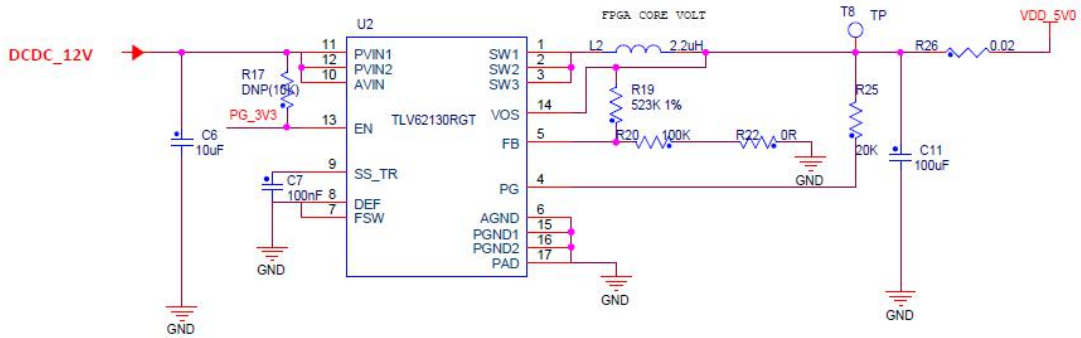 FPGA CORE VOLT
T8 TP
VDD_5V0
DCDC_12V
U2
L2 2.2uH
R26 0.02
11 PVIN1
12 PVIN2
10 AVIN
SW1 1
SW2 2
SW3 3
R17
DNP(10K)
PG_3V3
13 EN
TLV62130RGT
VOS 14
FB 5
R19
523K 1%
R20 100K R22 0R
GND
R25
20K
C6
10uF
9 SS_TR
C7
100nF
8 DEF
7 FSW
PG 4
C11
100uF
AGND 6
PGND1 15
PGND2 16
PAD 17
GND
GND
GND
GND